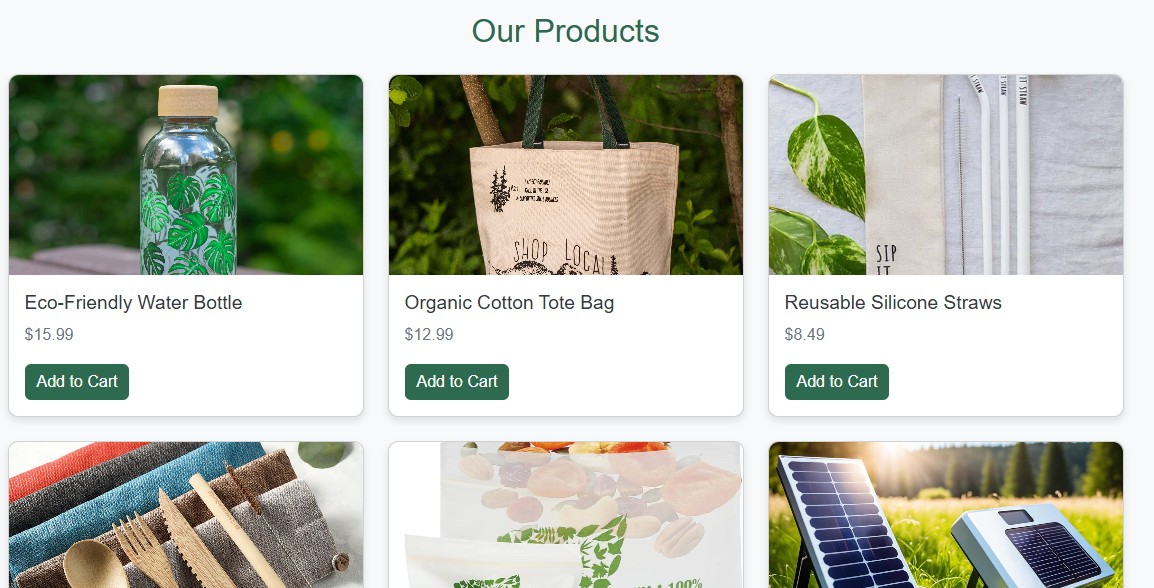 Our Products
SHOP LOCAL
SIP
IT
Eco-Friendly Water Bottle
$15.99
Add to Cart
Organic Cotton Tote Bag
$12.99
Add to Cart
Reusable Silicone Straws
$8.49
Add to Cart
100%